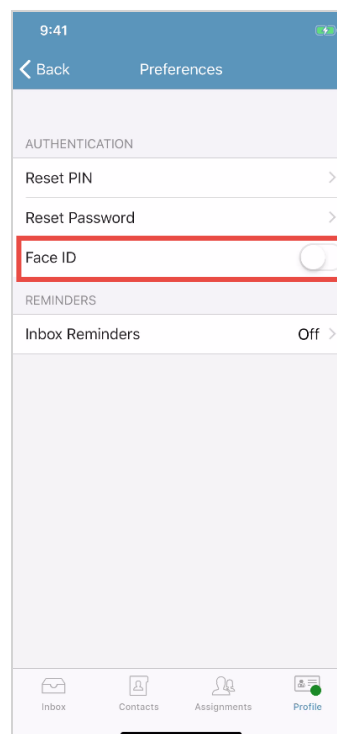 9:41
Back Preferences
AUTHENTICATION
Reset PIN
Reset Password
Face ID
REMINDERS
Inbox Reminders Off
Inbox Contacts Assignments Profile